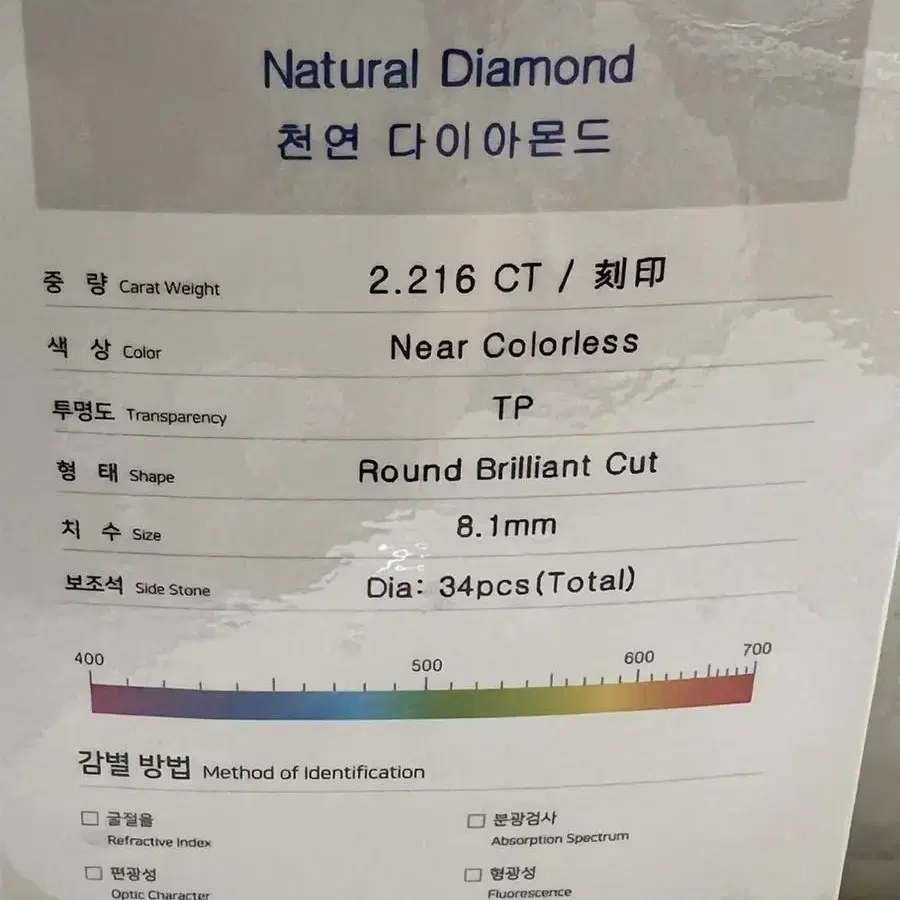 Natural Diamond
천연 다이아몬드
중 량 Carat Weight 2.216 CT / 刻印
색 상 Color Near Colorless
투명도 Transparency TP
형 태 Shape Round Brilliant Cut
치 수 Size 8.1mm
보조석 Side Stone Dia: 34pcs(Total)
400 500 600 700
감별 방법 Method of Identification
굴절율 분광검사
Refractive Index Absorption Spectrum
편광성 형광성
Optic Character Fluorescence